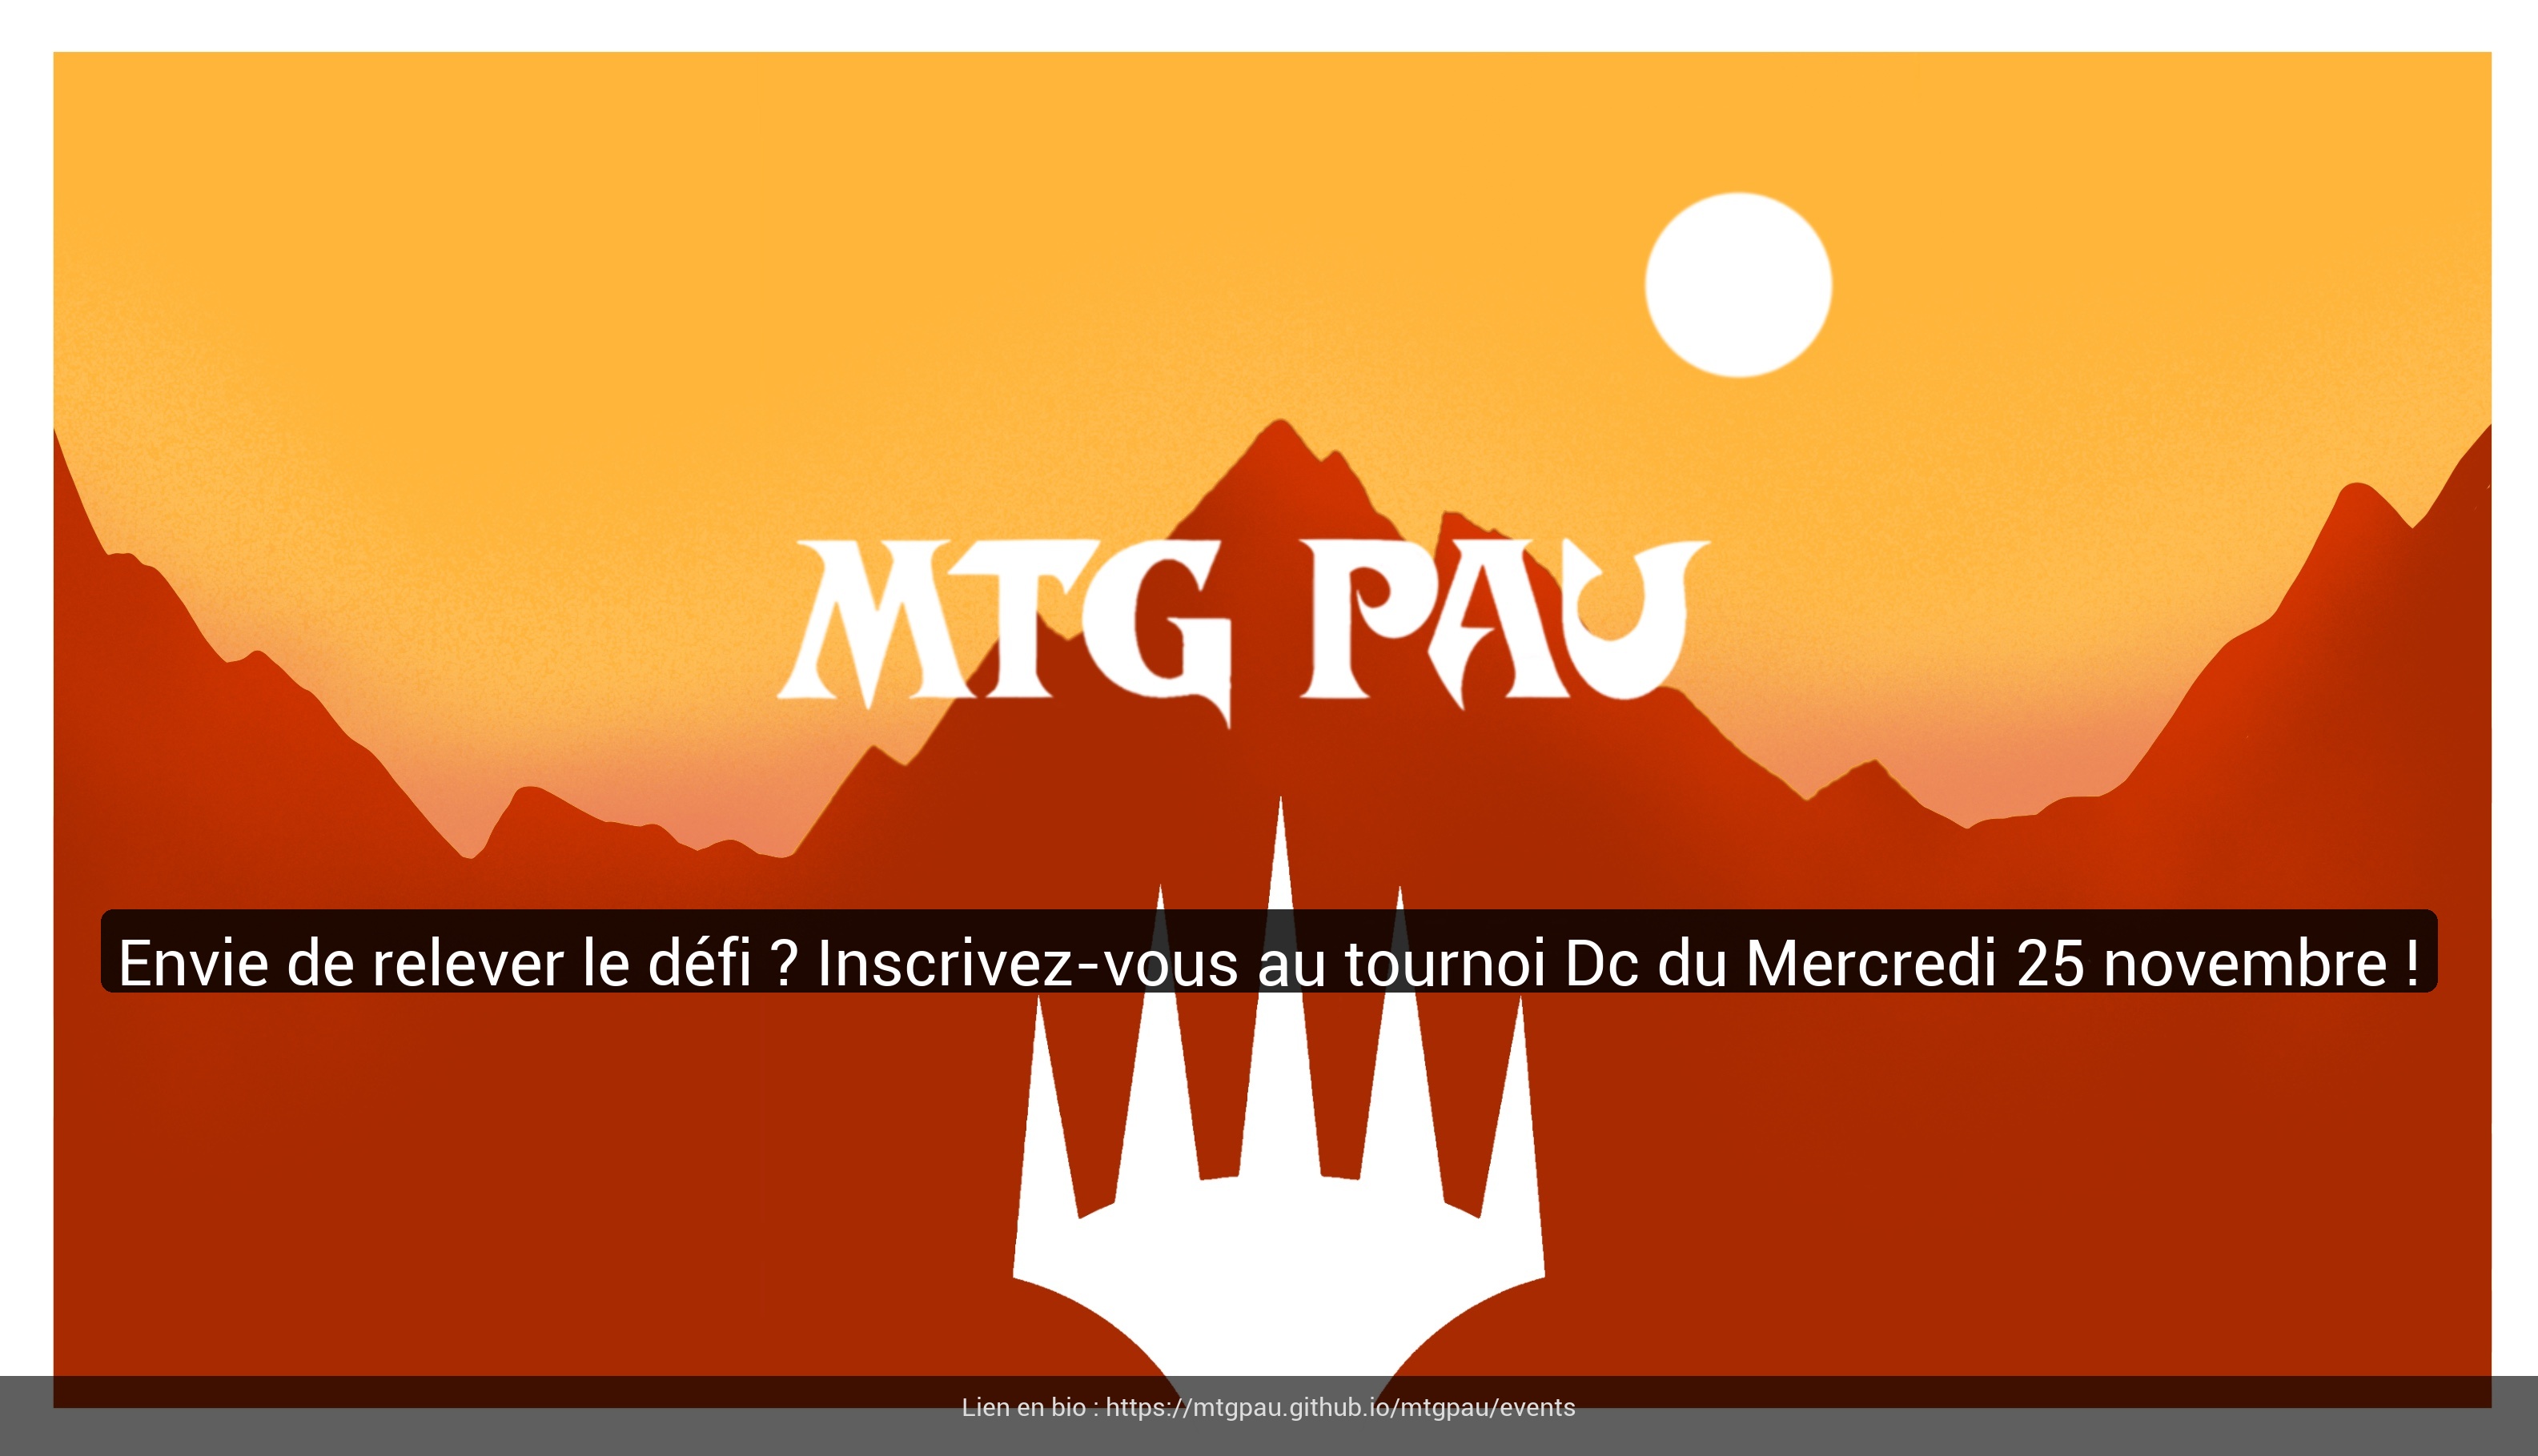 MTG PAU
Envie de relever le défi ? Inscrivez-vous au tournoi Dc du Mercredi 25 novembre !
Lien en bio : https://mtgpau.github.io/mtgpau/events